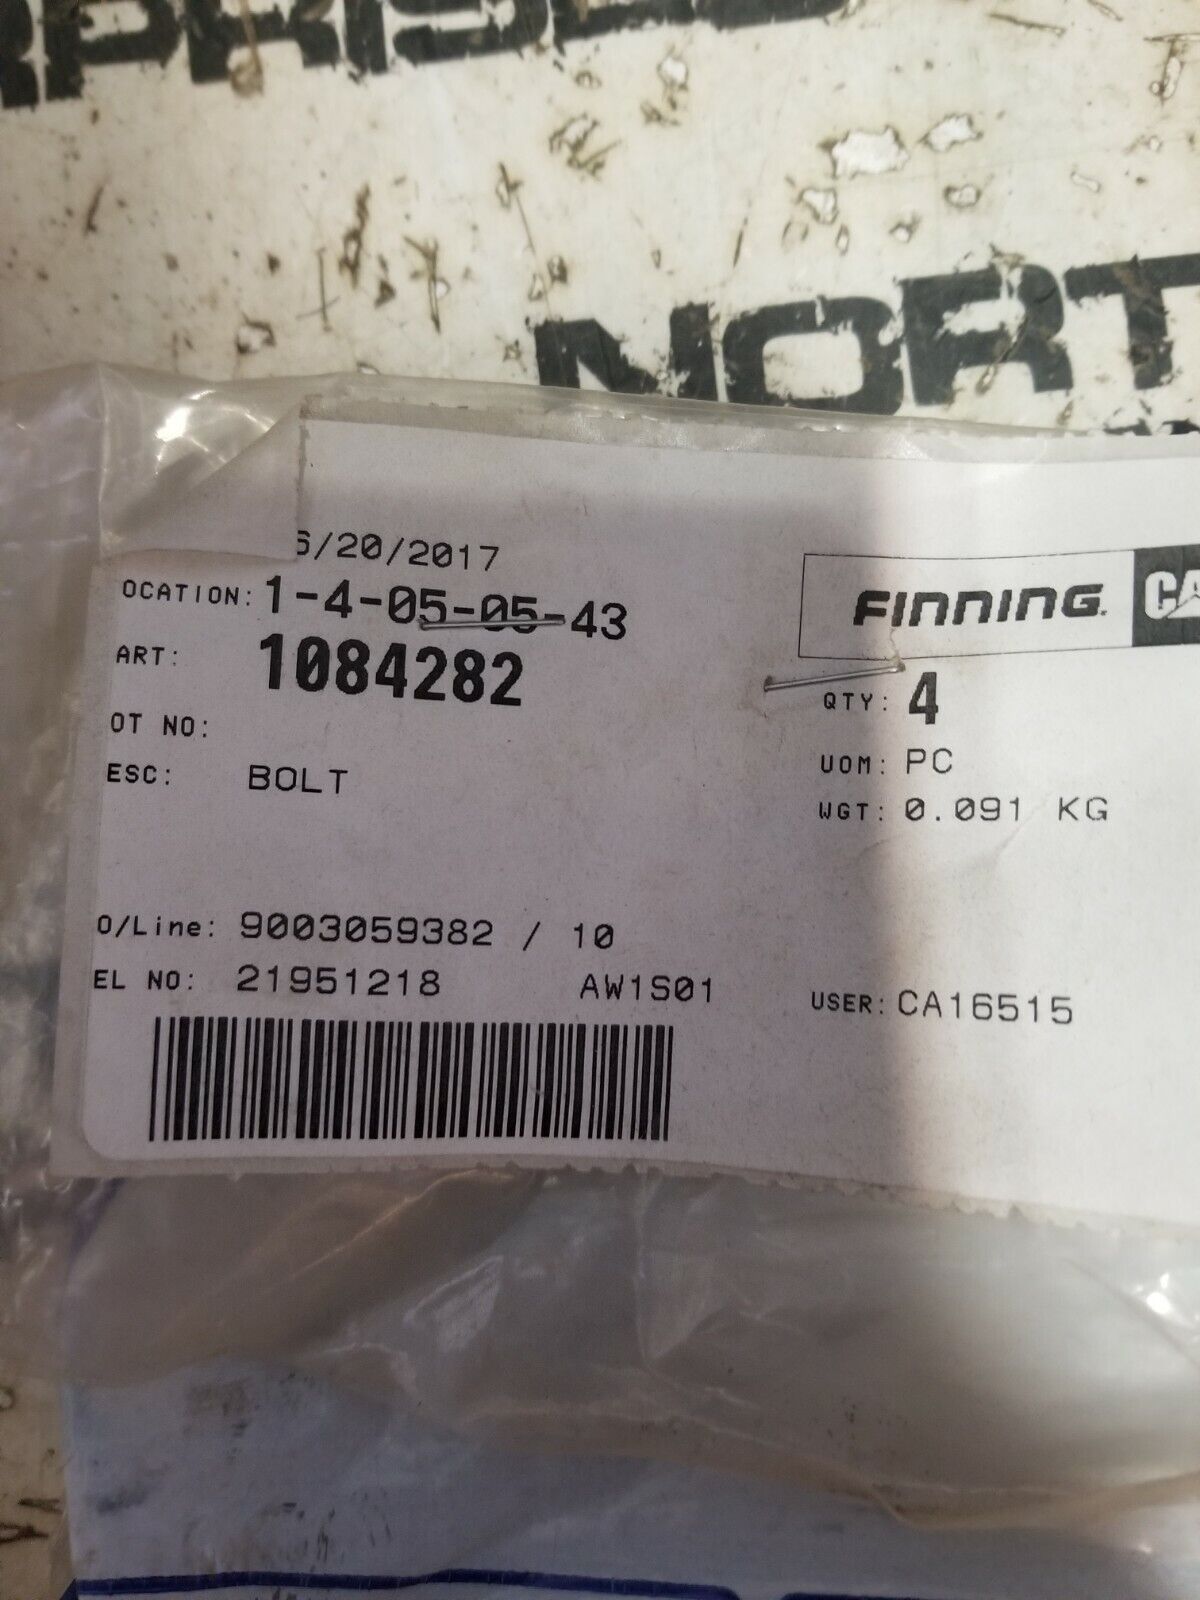 NORT
6/20/2017
OCATION: 1-4-05-05-43
FINNING. CA
ART: 1084282
QTY: 4
OT NO:
UOM: PC
ESC: BOLT
WGT: 0.091 KG
O/Line: 9003059382 / 10
EL NO: 21951218 AW1S01
USER: CA16515